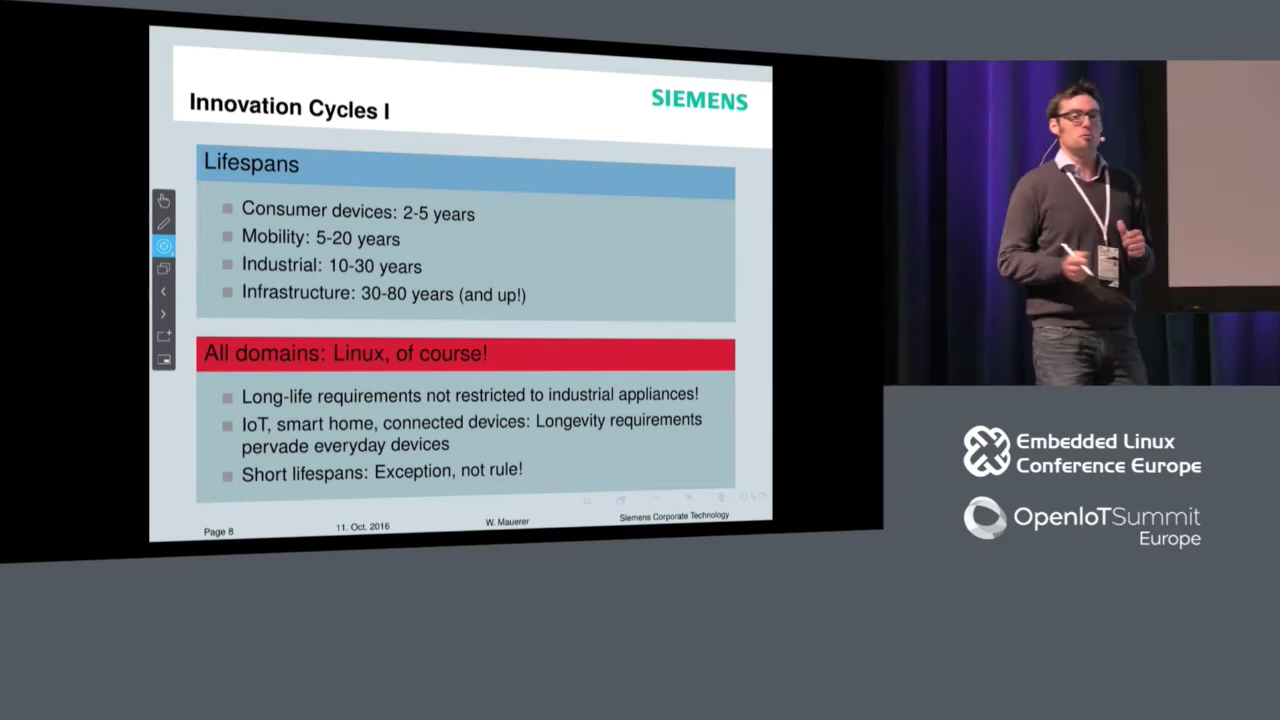 Innovation Cycles I
SIEMENS
Lifespans
Consumer devices: 2-5 years
Mobility: 5-20 years
Industrial: 10-30 years
Infrastructure: 30-80 years (and up!)
All domains: Linux, of course!
Long-life requirements not restricted to industrial appliances!
IoT, smart home, connected devices: Longevity requirements
pervade everyday devices
Short lifespans: Exception, not rule!
Page 8
11. Oct. 2016
W. Mauerer
Siemens Corporate Technology
Embedded Linux
Conference Europe
OpenIoTSummit
Europe